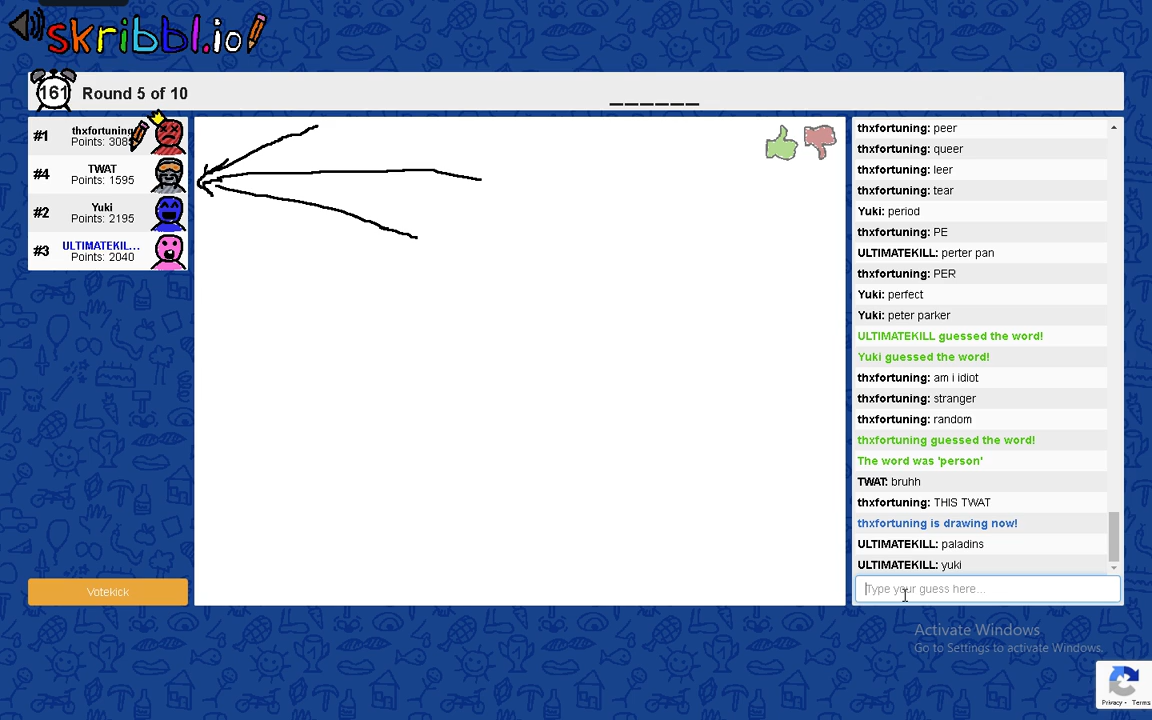 skribbl.io
161 Round 5 of 10 ______
#1 thxfortuning
Points: 3085
#4 TWAT
Points: 1595
#2 Yuki
Points: 2195
#3 ULTIMATEKIL...
Points: 2040
Votekick
thxfortuning: peer
thxfortuning: queer
thxfortuning: leer
thxfortuning: tear
Yuki: period
thxfortuning: PE
ULTIMATEKILL: perter pan
thxfortuning: PER
Yuki: perfect
Yuki: peter parker
ULTIMATEKILL guessed the word!
Yuki guessed the word!
thxfortuning: am i idiot
thxfortuning: stranger
thxfortuning: random
thxfortuning guessed the word!
The word was 'person'
TWAT: bruhh
thxfortuning: THIS TWAT
thxfortuning is drawing now!
ULTIMATEKILL: paladins
ULTIMATEKILL: yuki
Type your guess here...
Activate Windows
Go to Settings to activate Windows.
Privacy - Terms